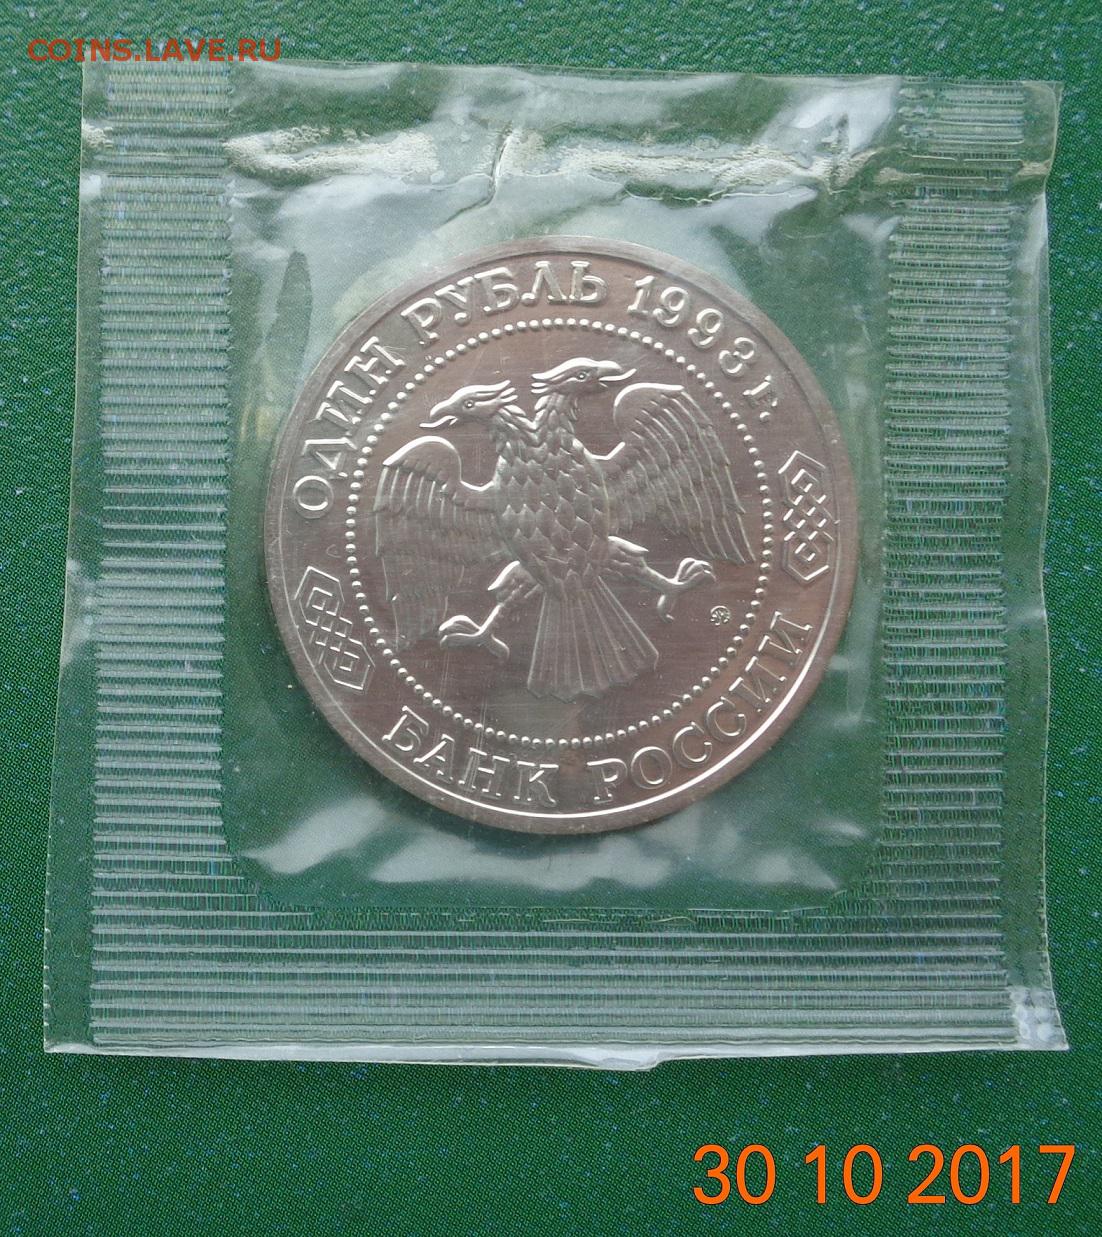 COINS.LAVE.RU
ОДИН РУБЛЬ 1993 г.
БАНК РОССИИ
30 10 2017